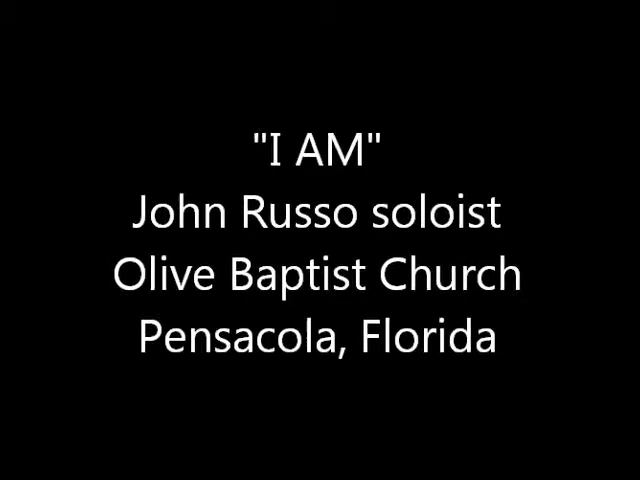 "I AM"
John Russo soloist
Olive Baptist Church
Pensacola, Florida